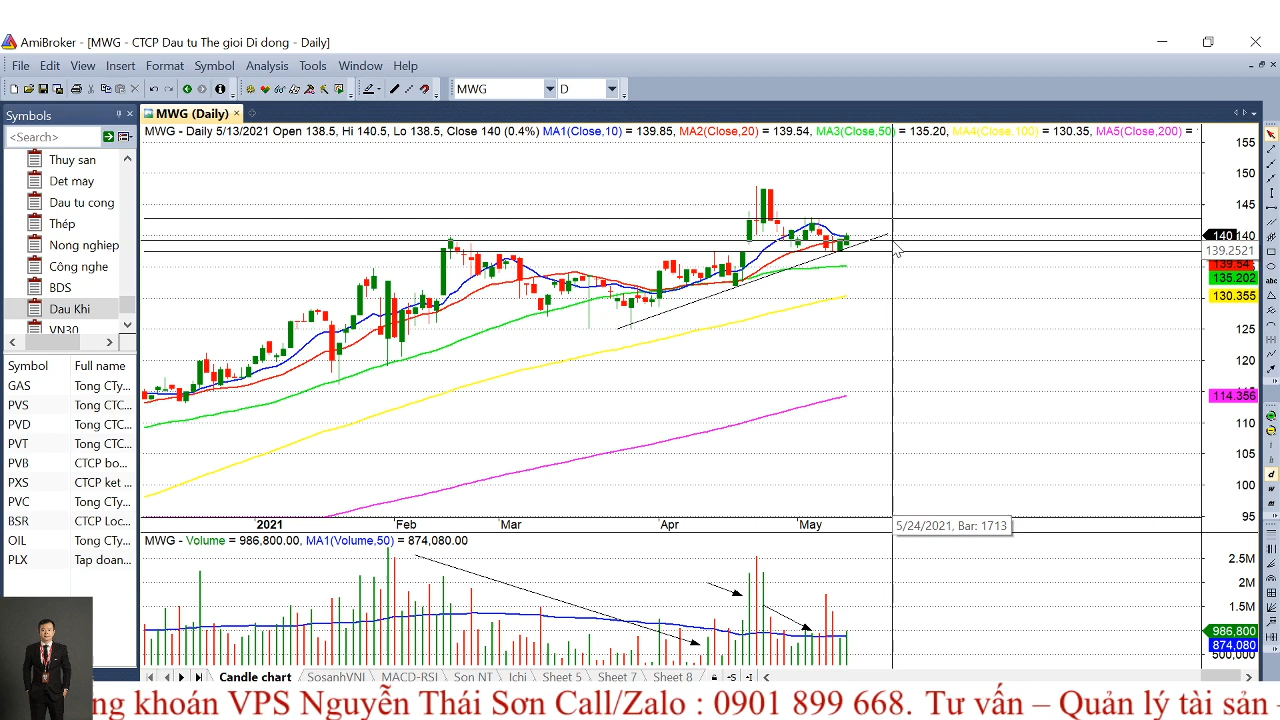 AmiBroker - [MWG - CTCP Dau tu The gioi Di dong - Daily]
File Edit View Insert Format Symbol Analysis Tools Window Help
MWG D
Symbols
MWG (Daily)
<Search>
MWG - Daily 5/13/2021 Open 138.5, Hi 140.5, Lo 138.5, Close 140 (0.4%) MA1(Close,10) = 139.85, MA2(Close,20) = 139.54, MA3(Close,50) = 135.20, MA4(Close,100) = 130.35, MA5(Close,200) =
Thuy san
Det may
Dau tu cong
Thép
Nong nghiep
Công nghe
BDS
Dau Khi
VN30
Symbol Full name
GAS Tong CTy...
PVS Tong CTC...
PVD Tong CTC...
PVT Tong CTC...
PVB CTCP bo...
PXS CTCP ket ...
PVC Tong CTy...
BSR CTCP Loc...
OIL Tong CTy...
PLX Tap doan...
155
150
145
140 140
139.2521
139.54
135.202
130.355
125
120
115
114.356
110
105
100
95
2021 Feb Mar Apr May
5/24/2021, Bar: 1713
MWG - Volume = 986,800.00, MA1(Volume,50) = 874,080.00
2.5M
2M
1.5M
986,800
874,080
500,000
Candle chart SosanhVNI MACD-RSI Son NT Ichi Sheet 5 Sheet 7 Sheet 8
ng khoán VPS Nguyễn Thái Sơn Call/Zalo : 0901 899 668. Tư vấn – Quản lý tài sản -